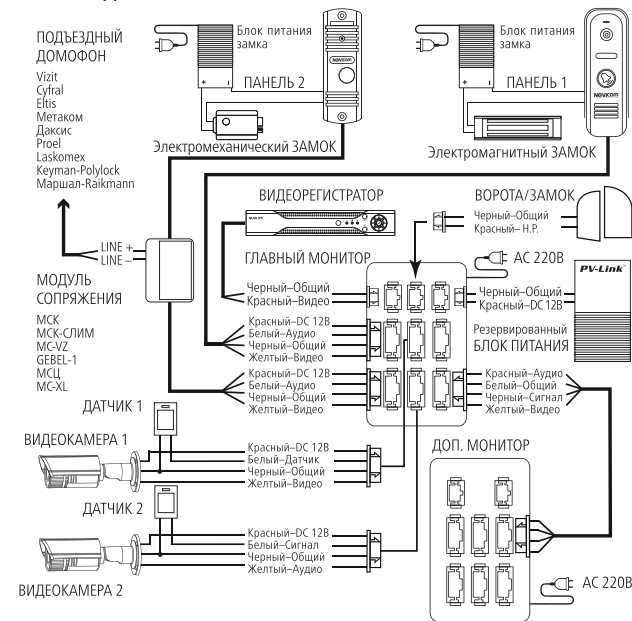 ПОДЪЕЗДНЫЙ
ДОМОФОН
Vizit
Cyfral
Eltis
Метаком
Даксис
Proel
Laskomex
Keyman-Polylock
Маршал-Raikmann
Блок питания
замка
+ –
ПАНЕЛЬ 2
Электромеханический ЗАМОК
NOVIcom
Блок питания
замка
+ –
ПАНЕЛЬ 1
Электромагнитный ЗАМОК
NOVIcom
ВИДЕОРЕГИСТРАТОР
ВОРОТА/ЗАМОК
Черный–Общий
Красный– Н.Р.
LINE +
LINE –
МОДУЛЬ
СОПРЯЖЕНИЯ
МСК
МСК-СЛИМ
MC-VZ
GEBEL-1
МСЦ
MC-XL
ГЛАВНЫЙ МОНИТОР
AC 220В
Черный–Общий
Красный–Видео
Черный–Общий
Красный–DC12В
PV-Link
Резервированный
БЛОК ПИТАНИЯ
Красный–DC 12В
Белый–Аудио
Черный–Общий
Желтый–Видео
Красный–DC 12В
Белый–Аудио
Черный–Общий
Желтый–Видео
Красный–Аудио
Белый–Общий
Черный–Сигнал
Желтый–Видео
ДАТЧИК 1
ВИДЕОКАМЕРА 1
Красный–DC 12В
Белый–Датчик
Черный–Общий
Желтый–Видео
ДАТЧИК 2
ВИДЕОКАМЕРА 2
Красный–DC 12В
Белый–Сигнал
Черный–Общий
Желтый–Аудио
ДОП. МОНИТОР
AC 220В